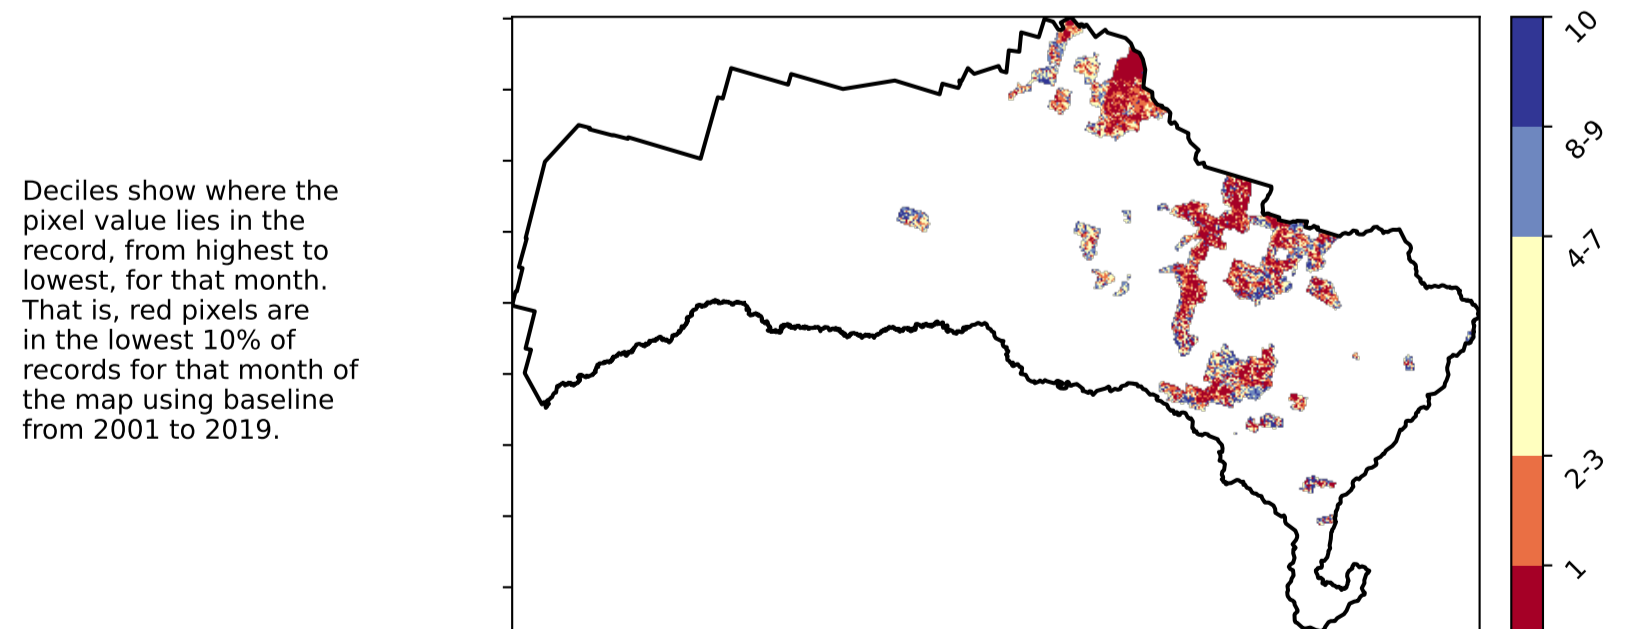 Deciles show where the
pixel value lies in the
record, from highest to
lowest, for that month.
That is, red pixels are
in the lowest 10% of
records for that month of
the map using baseline
from 2001 to 2019.
10
8-9
4-7
2-3
1